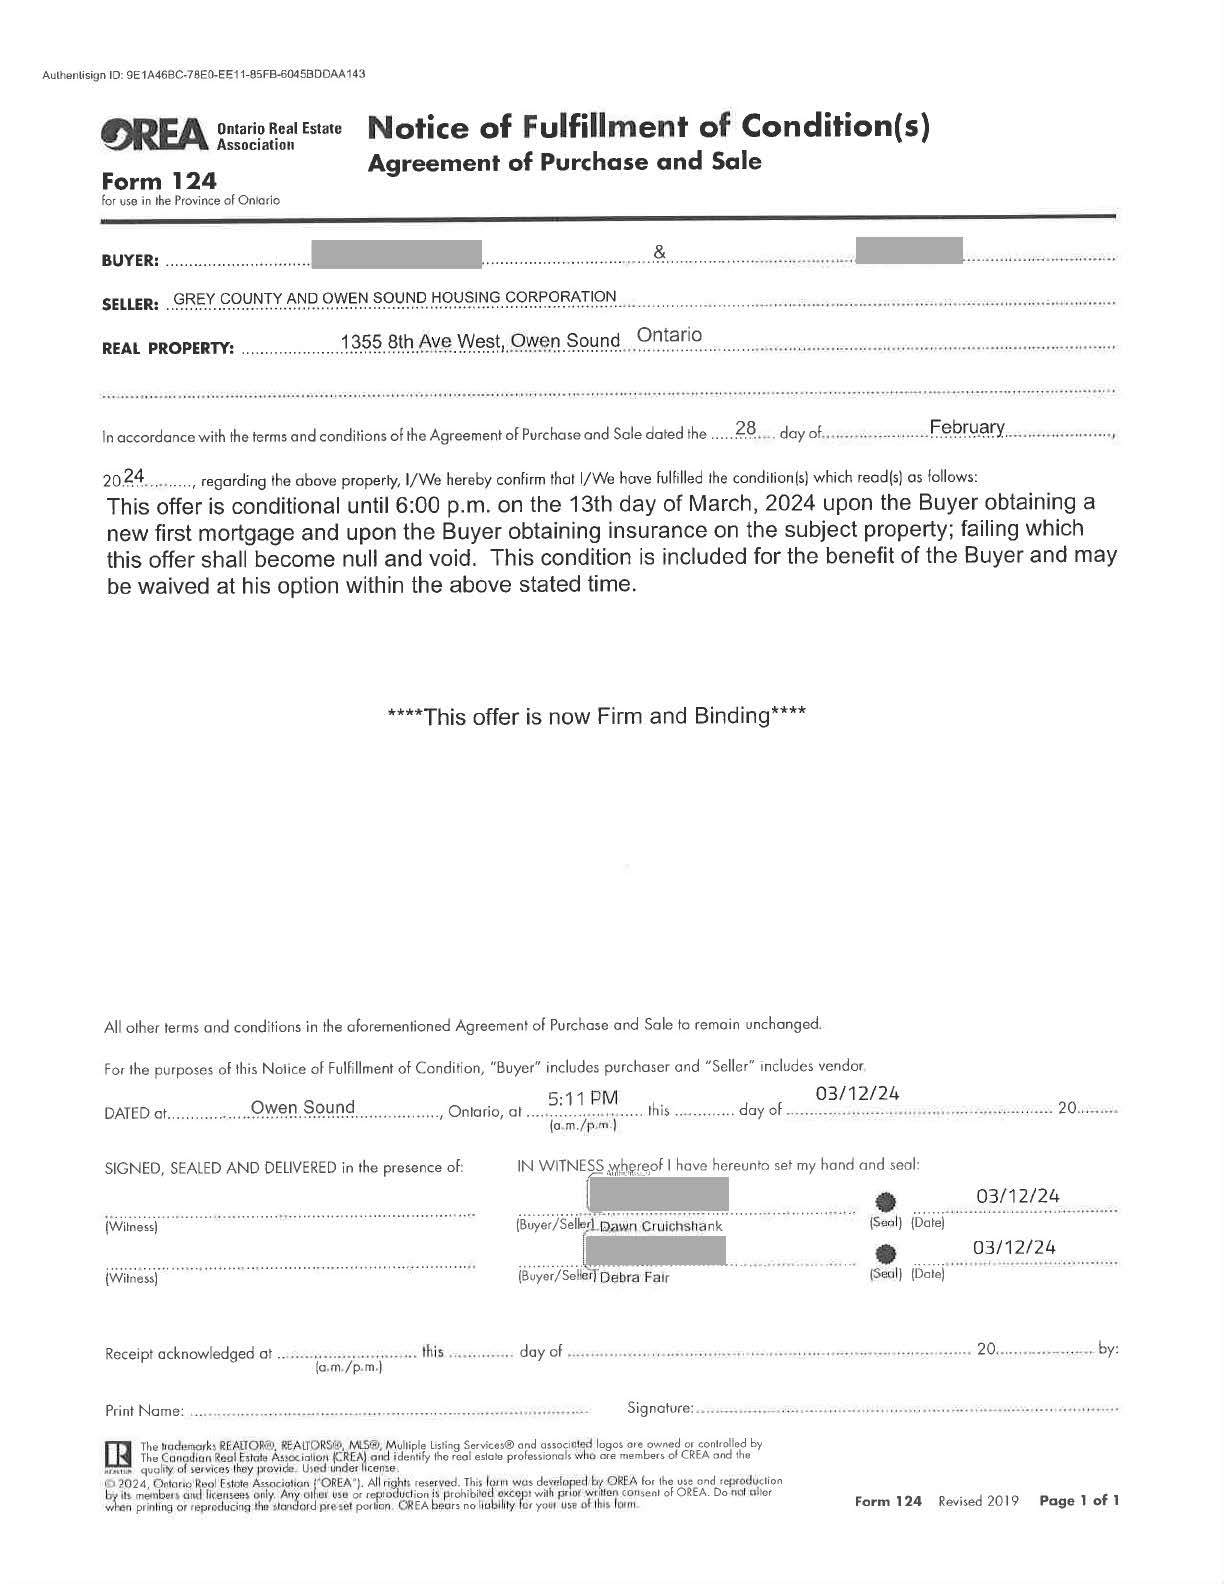 Authentisign ID: 9E1A46BC-78E0-EE11-85FB-6045BDDAA143
OREA Ontario Real Estate Association
Notice of Fulfillment of Condition(s)
Agreement of Purchase and Sale
Form 124
for use in the Province of Ontario
BUYER: &
SELLER: GREY COUNTY AND OWEN SOUND HOUSING CORPORATION
REAL PROPERTY: 1355 8th Ave West, Owen Sound Ontario
In accordance with the terms and conditions of the Agreement of Purchase and Sale dated the 28 day of February,
2024, regarding the above property, I/We hereby confirm that I/We have fulfilled the condition(s) which read(s) as follows:
This offer is conditional until 6:00 p.m. on the 13th day of March, 2024 upon the Buyer obtaining a
new first mortgage and upon the Buyer obtaining insurance on the subject property; failing which
this offer shall become null and void. This condition is included for the benefit of the Buyer and may
be waived at his option within the above stated time.
****This offer is now Firm and Binding****
All other terms and conditions in the aforementioned Agreement of Purchase and Sale to remain unchanged.
For the purposes of this Notice of Fulfillment of Condition, "Buyer" includes purchaser and "Seller" includes vendor.
DATED at Owen Sound, Ontario, at 5:11 PM this day of 03/12/24 20
(a.m./p.m.)
SIGNED, SEALED AND DELIVERED in the presence of: IN WITNESS whereof I have hereunto set my hand and seal:
03/12/24
(Witness) (Buyer/Seller) Dawn Cruichshank (Seal) (Date)
03/12/24
(Witness) (Buyer/Seller) Debra Fair (Seal) (Date)
Receipt acknowledged at this day of 20 by:
(a.m./p.m.)
Print Name: Signature:
The trademarks REALTOR®, REALTORS®, MLS®, Multiple Listing Services® and associated logos are owned or controlled by
The Canadian Real Estate Association (CREA) and identify the real estate professionals who are members of CREA and the
quality of services they provide. Used under license.
© 2024, Ontario Real Estate Association ("OREA"). All rights reserved. This form was developed by OREA for the use and reproduction
by its members and licensees only. Any other use or reproduction is prohibited except with prior written consent of OREA. Do not alter
when printing or reproducing the standard pre-set portion. OREA bears no liability for your use of this form.
Form 124 Revised 2019 Page 1 of 1